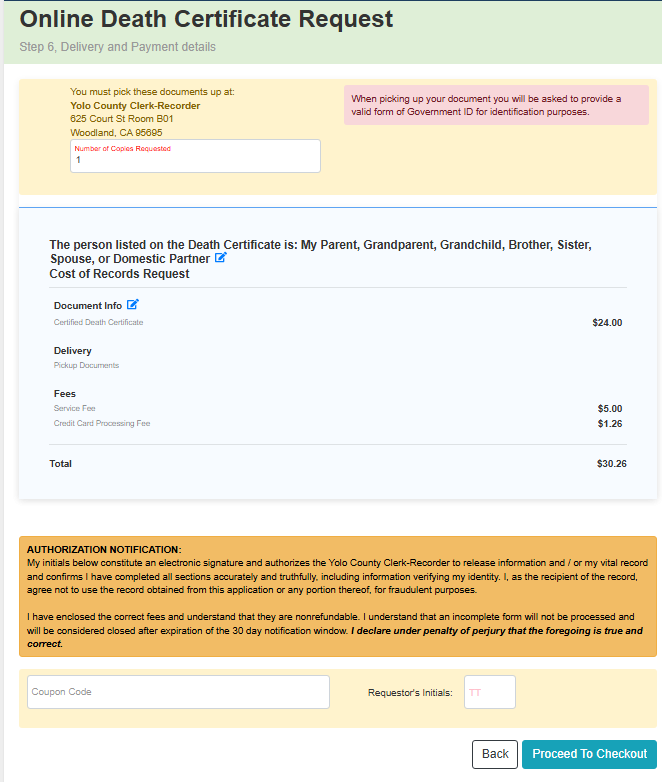 Online Death Certificate Request
Step 6, Delivery and Payment details
You must pick these documents up at:
Yolo County Clerk-Recorder
625 Court St Room B01
Woodland, CA 95695
Number of Copies Requested
1
When picking up your document you will be asked to provide a
valid form of Government ID for identification purposes.
The person listed on the Death Certificate is: My Parent, Grandparent, Grandchild, Brother, Sister,
Spouse, or Domestic Partner
Cost of Records Request
Document Info
Certified Death Certificate $24.00
Delivery
Pickup Documents
Fees
Service Fee $5.00
Credit Card Processing Fee $1.26
Total $30.26
AUTHORIZATION NOTIFICATION:
My initials below constitute an electronic signature and authorizes the Yolo County Clerk-Recorder to release information and / or my vital record
and confirms I have completed all sections accurately and truthfully, including information verifying my identity. I, as the recipient of the record,
agree not to use the record obtained from this application or any portion thereof, for fraudulent purposes.
I have enclosed the correct fees and understand that they are nonrefundable. I understand that an incomplete form will not be processed and
will be considered closed after expiration of the 30 day notification window. I declare under penalty of perjury that the foregoing is true and
correct.
Coupon Code
Requestor's Initials: TT
Back Proceed To Checkout